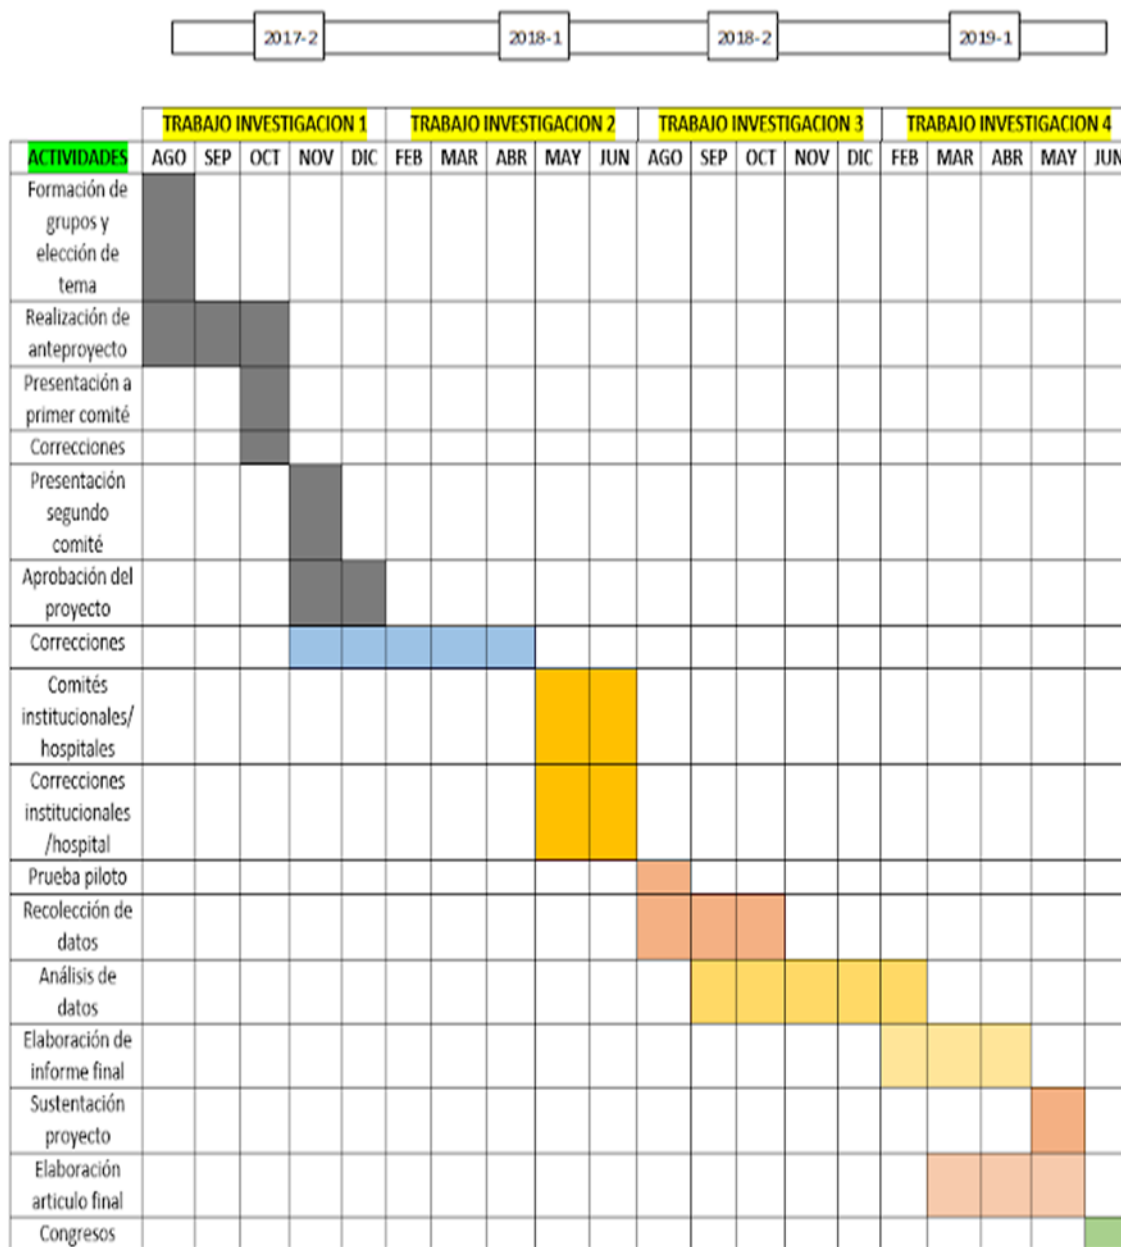 2017-2 2018-1 2018-2 2019-1
TRABAJO INVESTIGACION 1 TRABAJO INVESTIGACION 2 TRABAJO INVESTIGACION 3 TRABAJO INVESTIGACION 4
ACTIVIDADES AGO SEP OCT NOV DIC FEB MAR ABR MAY JUN AGO SEP OCT NOV DIC FEB MAR ABR MAY JUN
Formación de
grupos y
elección de
tema
Realización de
anteproyecto
Presentación a
primer comité
Correcciones
Presentación
segundo
comité
Aprobación del
proyecto
Correcciones
Comités
institucionales/
hospitales
Correcciones
institucionales
/hospital
Prueba piloto
Recolección de
datos
Análisis de
datos
Elaboración de
informe final
Sustentación
proyecto
Elaboración
articulo final
Congresos